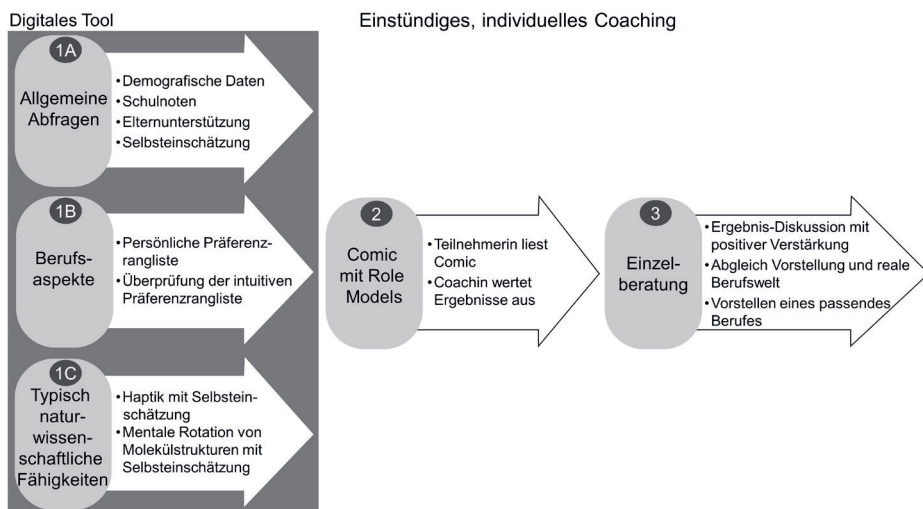 Digitales Tool
Einstündiges, individuelles Coaching
1A
Allgemeine
Abfragen
•Demografische Daten
•Schulnoten
•Elternunterstützung
•Selbsteinschätzung
1B
Berufs-
aspekte
•Persönliche Präferenz-
rangliste
•Überprüfung der intuitiven
Präferenzrangliste
1C
Typisch
natur-
wissen-
schaftliche
Fähigkeiten
•Haptik mit Selbstein-
schätzung
•Mentale Rotation von
Molekülstrukturen mit
Selbsteinschätzung
2
Comic
mit Role
Models
•Teilnehmerin liest
Comic
•Coachin wertet
Ergebnisse aus
3
Einzel-
beratung
•Ergebnis-Diskussion mit
positiver Verstärkung
•Abgleich Vorstellung und reale
Berufswelt
•Vorstellen eines passendes
Berufes